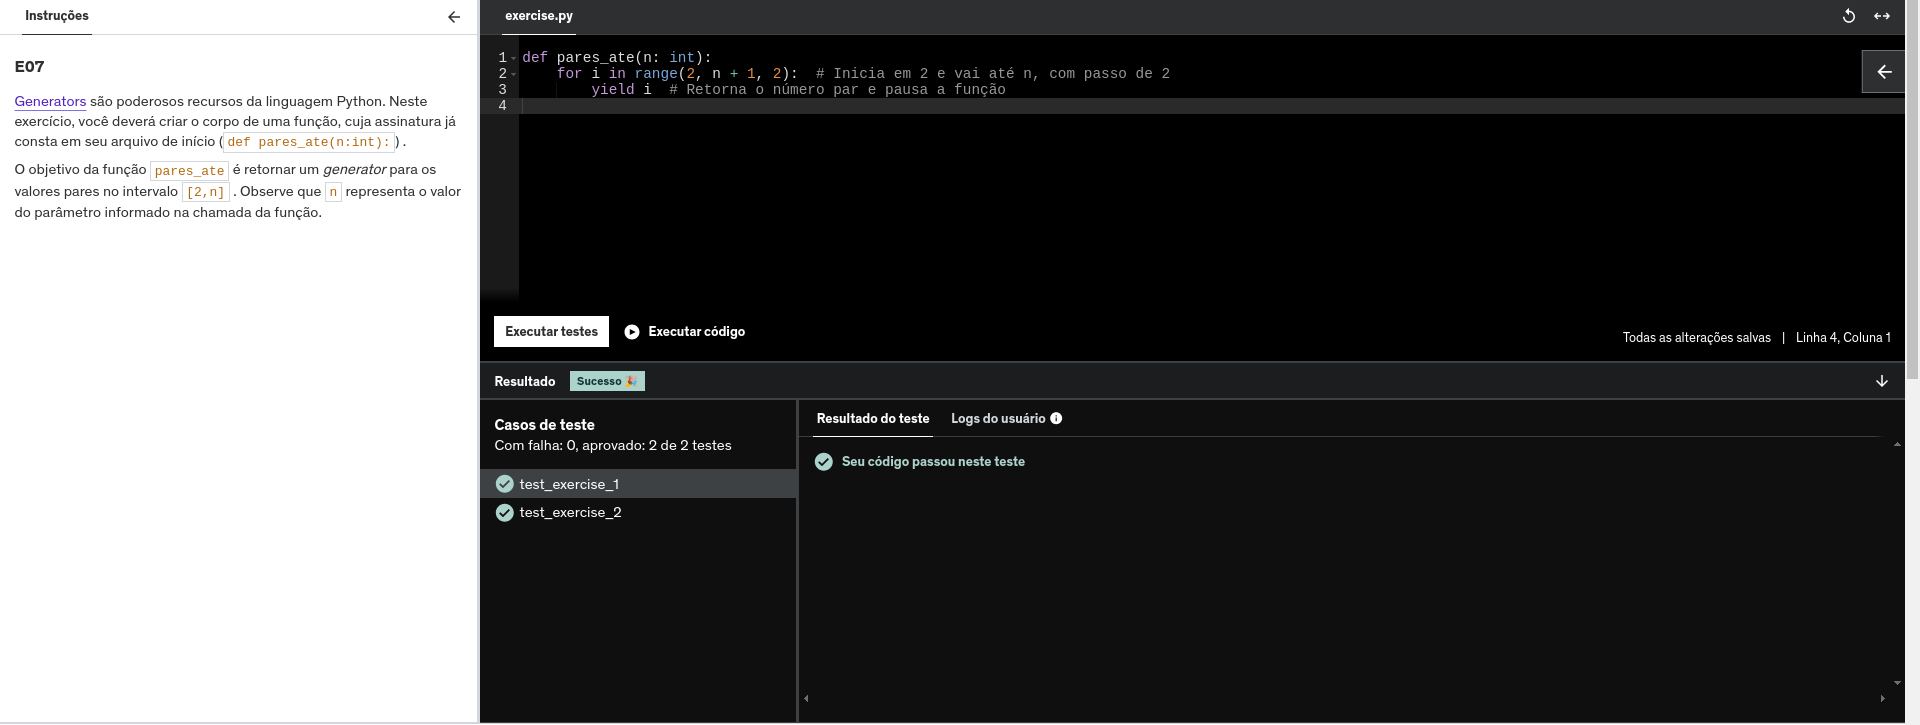 Instruções
E07
Generators são poderosos recursos da linguagem Python. Neste
exercício, você deverá criar o corpo de uma função, cuja assinatura já
consta em seu arquivo de início (def pares_ate(n:int):) .
O objetivo da função pares_ate é retornar um generator para os
valores pares no intervalo [2,n] . Observe que n representa o valor
do parâmetro informado na chamada da função.
exercise.py
1 def pares_ate(n: int):
2     for i in range(2, n + 1, 2):  # Inicia em 2 e vai até n, com passo de 2
3         yield i  # Retorna o número par e pausa a função
4
Executar testes Executar código
Todas as alterações salvas | Linha 4, Coluna 1
Resultado Sucesso 🎉
Casos de teste
Com falha: 0, aprovado: 2 de 2 testes
test_exercise_1
test_exercise_2
Resultado do teste Logs do usuário
Seu código passou neste teste